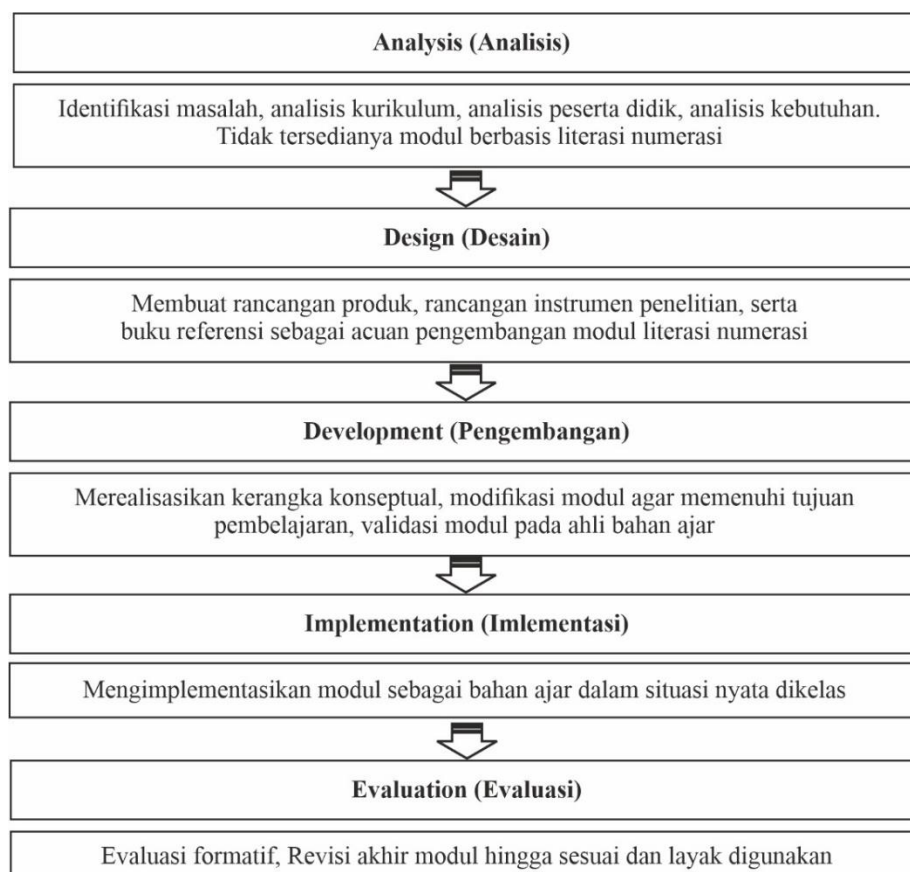 Analysis (Analisis)
Identifikasi masalah, analisis kurikulum, analisis peserta didik, analisis kebutuhan.
Tidak tersedianya modul berbasis literasi numerasi
Design (Desain)
Membuat rancangan produk, rancangan instrumen penelitian, serta
buku referensi sebagai acuan pengembangan modul literasi numerasi
Development (Pengembangan)
Merealisasikan kerangka konseptual, modifikasi modul agar memenuhi tujuan
pembelajaran, validasi modul pada ahli bahan ajar
Implementation (Imlementasi)
Mengimplementasikan modul sebagai bahan ajar dalam situasi nyata dikelas
Evaluation (Evaluasi)
Evaluasi formatif, Revisi akhir modul hingga sesuai dan layak digunakan